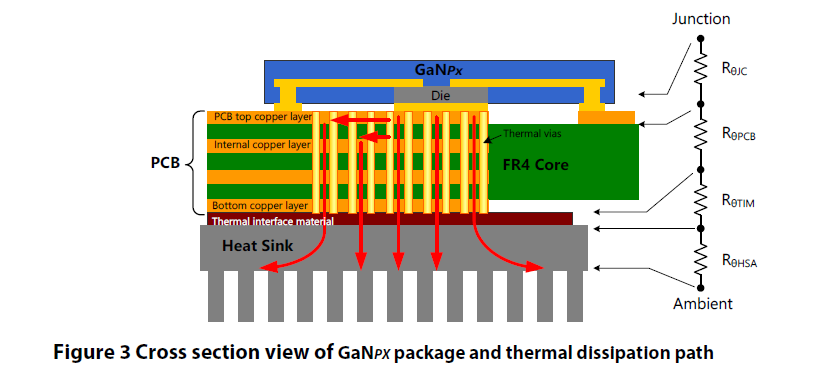 Junction
GaNPX
RθJC
Die
PCB top copper layer
Internal copper layer
Thermal vias
RθPCB
PCB
FR4 Core
Bottom copper layer
RθTIM
Thermal interface material
Heat Sink
RθHSA
Ambient
Figure 3 Cross section view of GaNPX package and thermal dissipation path